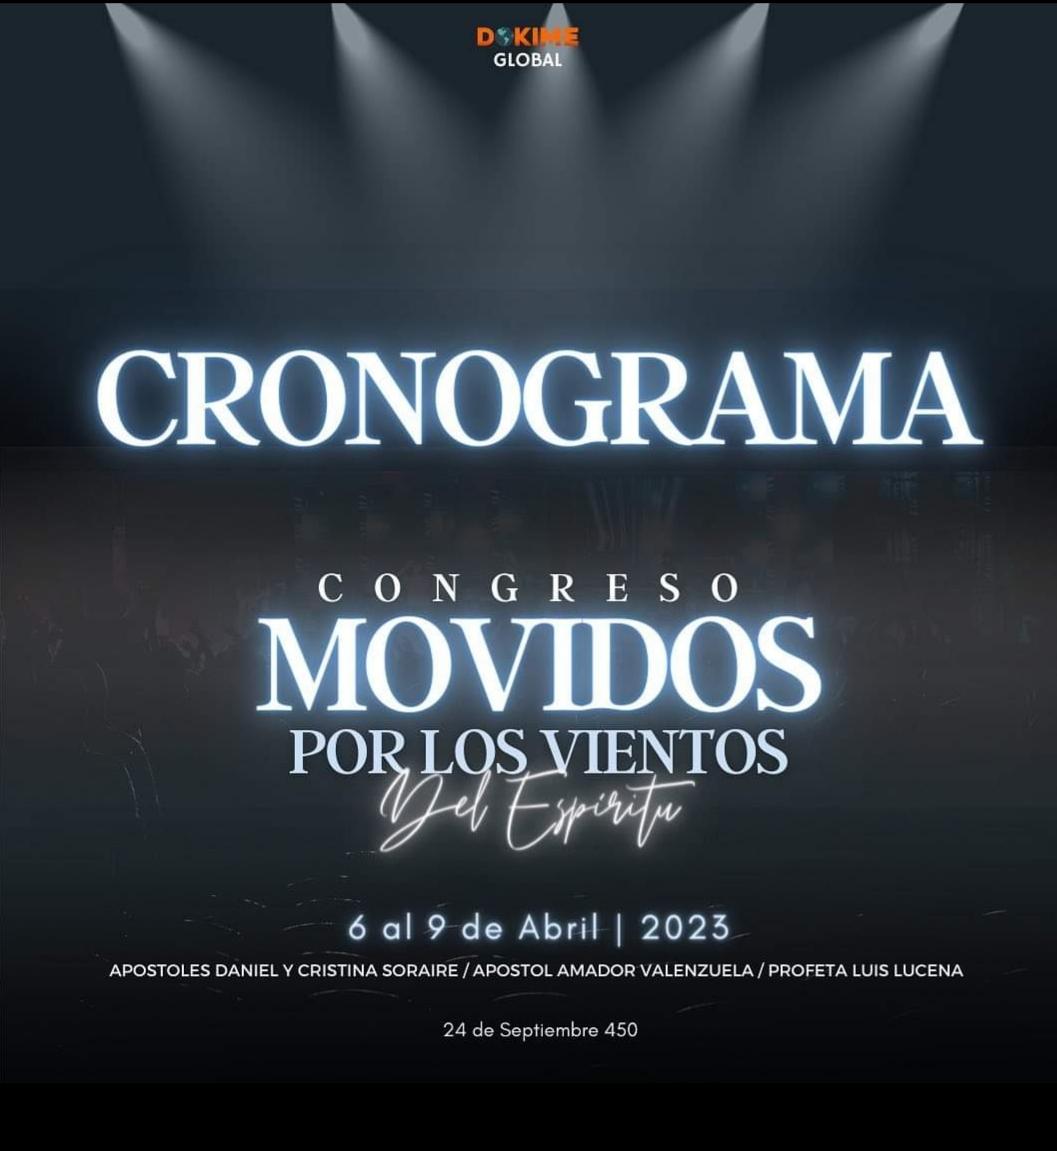 DOKIME
GLOBAL
CRONOGRAMA
CONGRESO
MOVIDOS
POR LOS VIENTOS
Del Espíritu
6 al 9 de Abril | 2023
APOSTOLES DANIEL Y CRISTINA SORAIRE / APOSTOL AMADOR VALENZUELA / PROFETA LUIS LUCENA
24 de Septiembre 450